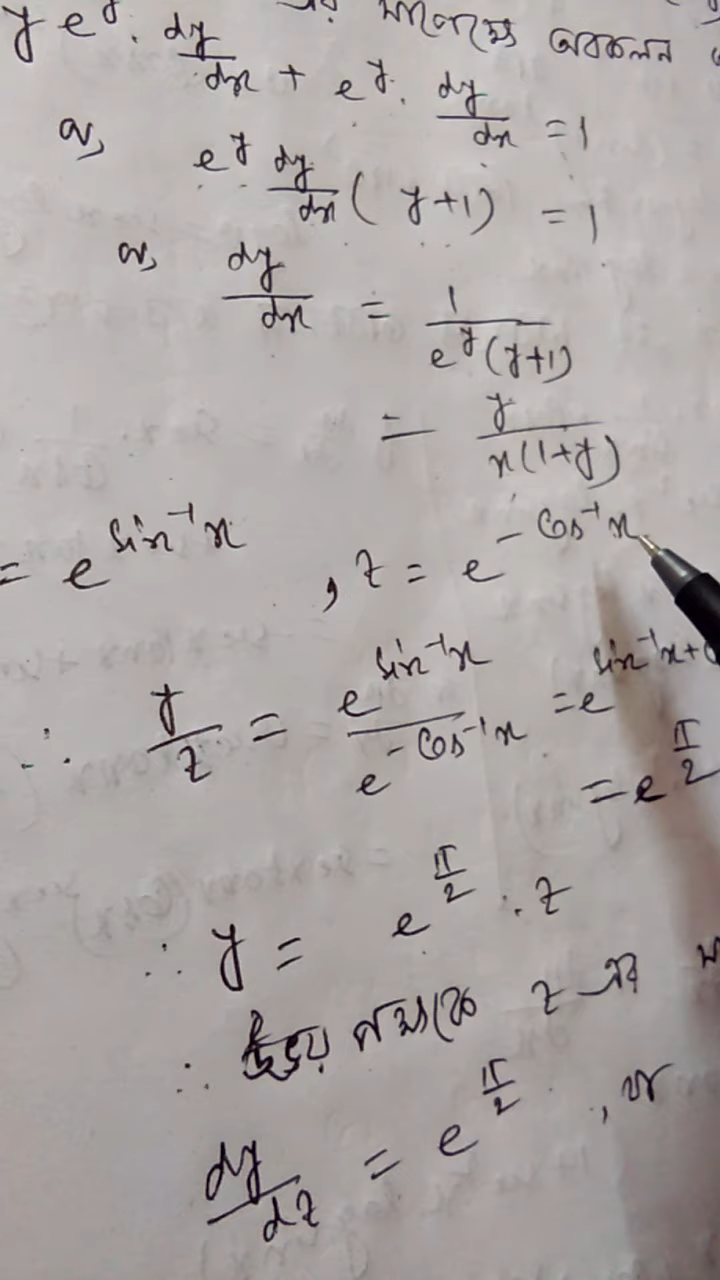 y e^y . dy/dx + e^y . dy/dx = 1
বা, e^y dy/dx (y+1) = 1
বা, dy/dx = 1/(e^y (y+1))
= y/(x(1+y))
= e^(sin⁻¹x) , z = e^(-cos⁻¹x)
∴ y/z = e^(sin⁻¹x)/e^(-cos⁻¹x) = e^(sin⁻¹x+
= e^(π/2)
∴ y = e^(π/2) . z
∴ উভয় পক্ষকে z এর
dy/dz = e^(π/2) , বা